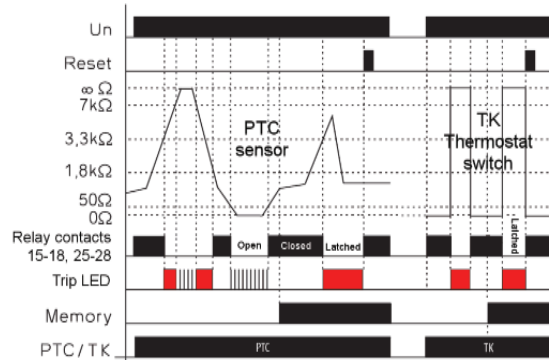 Un
Reset
∞ Ω
7kΩ
3,3kΩ
1,8kΩ
50Ω
0Ω
PTC
sensor
TK
Thermostat
switch
Relay contacts
15-18, 25-28
Open
Closed
Latched
Latched
Trip LED
Memory
PTC/TK
PTC
TK